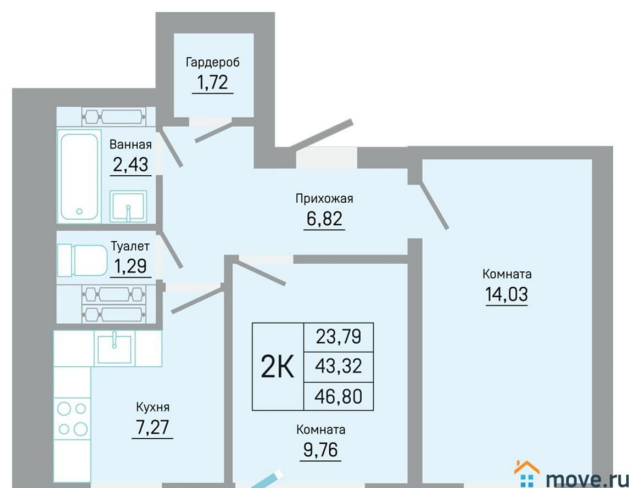 Гардероб
1,72
Ванная
2,43
Прихожая
6,82
Туалет
1,29
Комната
14,03
2К
23,79
43,32
46,80
Кухня
7,27
Комната
9,76
move.ru